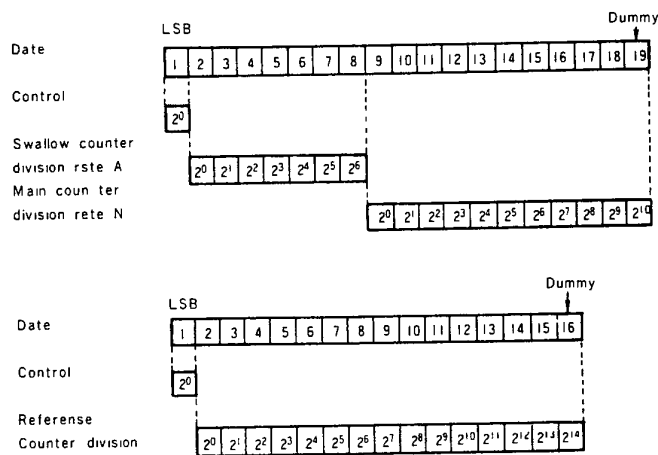 Dummy
LSB
Date 1 2 3 4 5 6 7 8 9 10 11 12 13 14 15 16 17 18 19
Control
2⁰
Swallow counter
division rste A 2⁰ 2¹ 2² 2³ 2⁴ 2⁵ 2⁶
Main coun ter
division rete N 2⁰ 2¹ 2² 2³ 2⁴ 2⁵ 2⁶ 2⁷ 2⁸ 2⁹ 2¹⁰
Dummy
LSB
Date 1 2 3 4 5 6 7 8 9 10 11 12 13 14 15 16
Control 2⁰
Referense
Counter division 2⁰ 2¹ 2² 2³ 2⁴ 2⁵ 2⁶ 2⁷ 2⁸ 2⁹ 2¹⁰ 2¹¹ 2¹² 2¹³ 2¹⁴